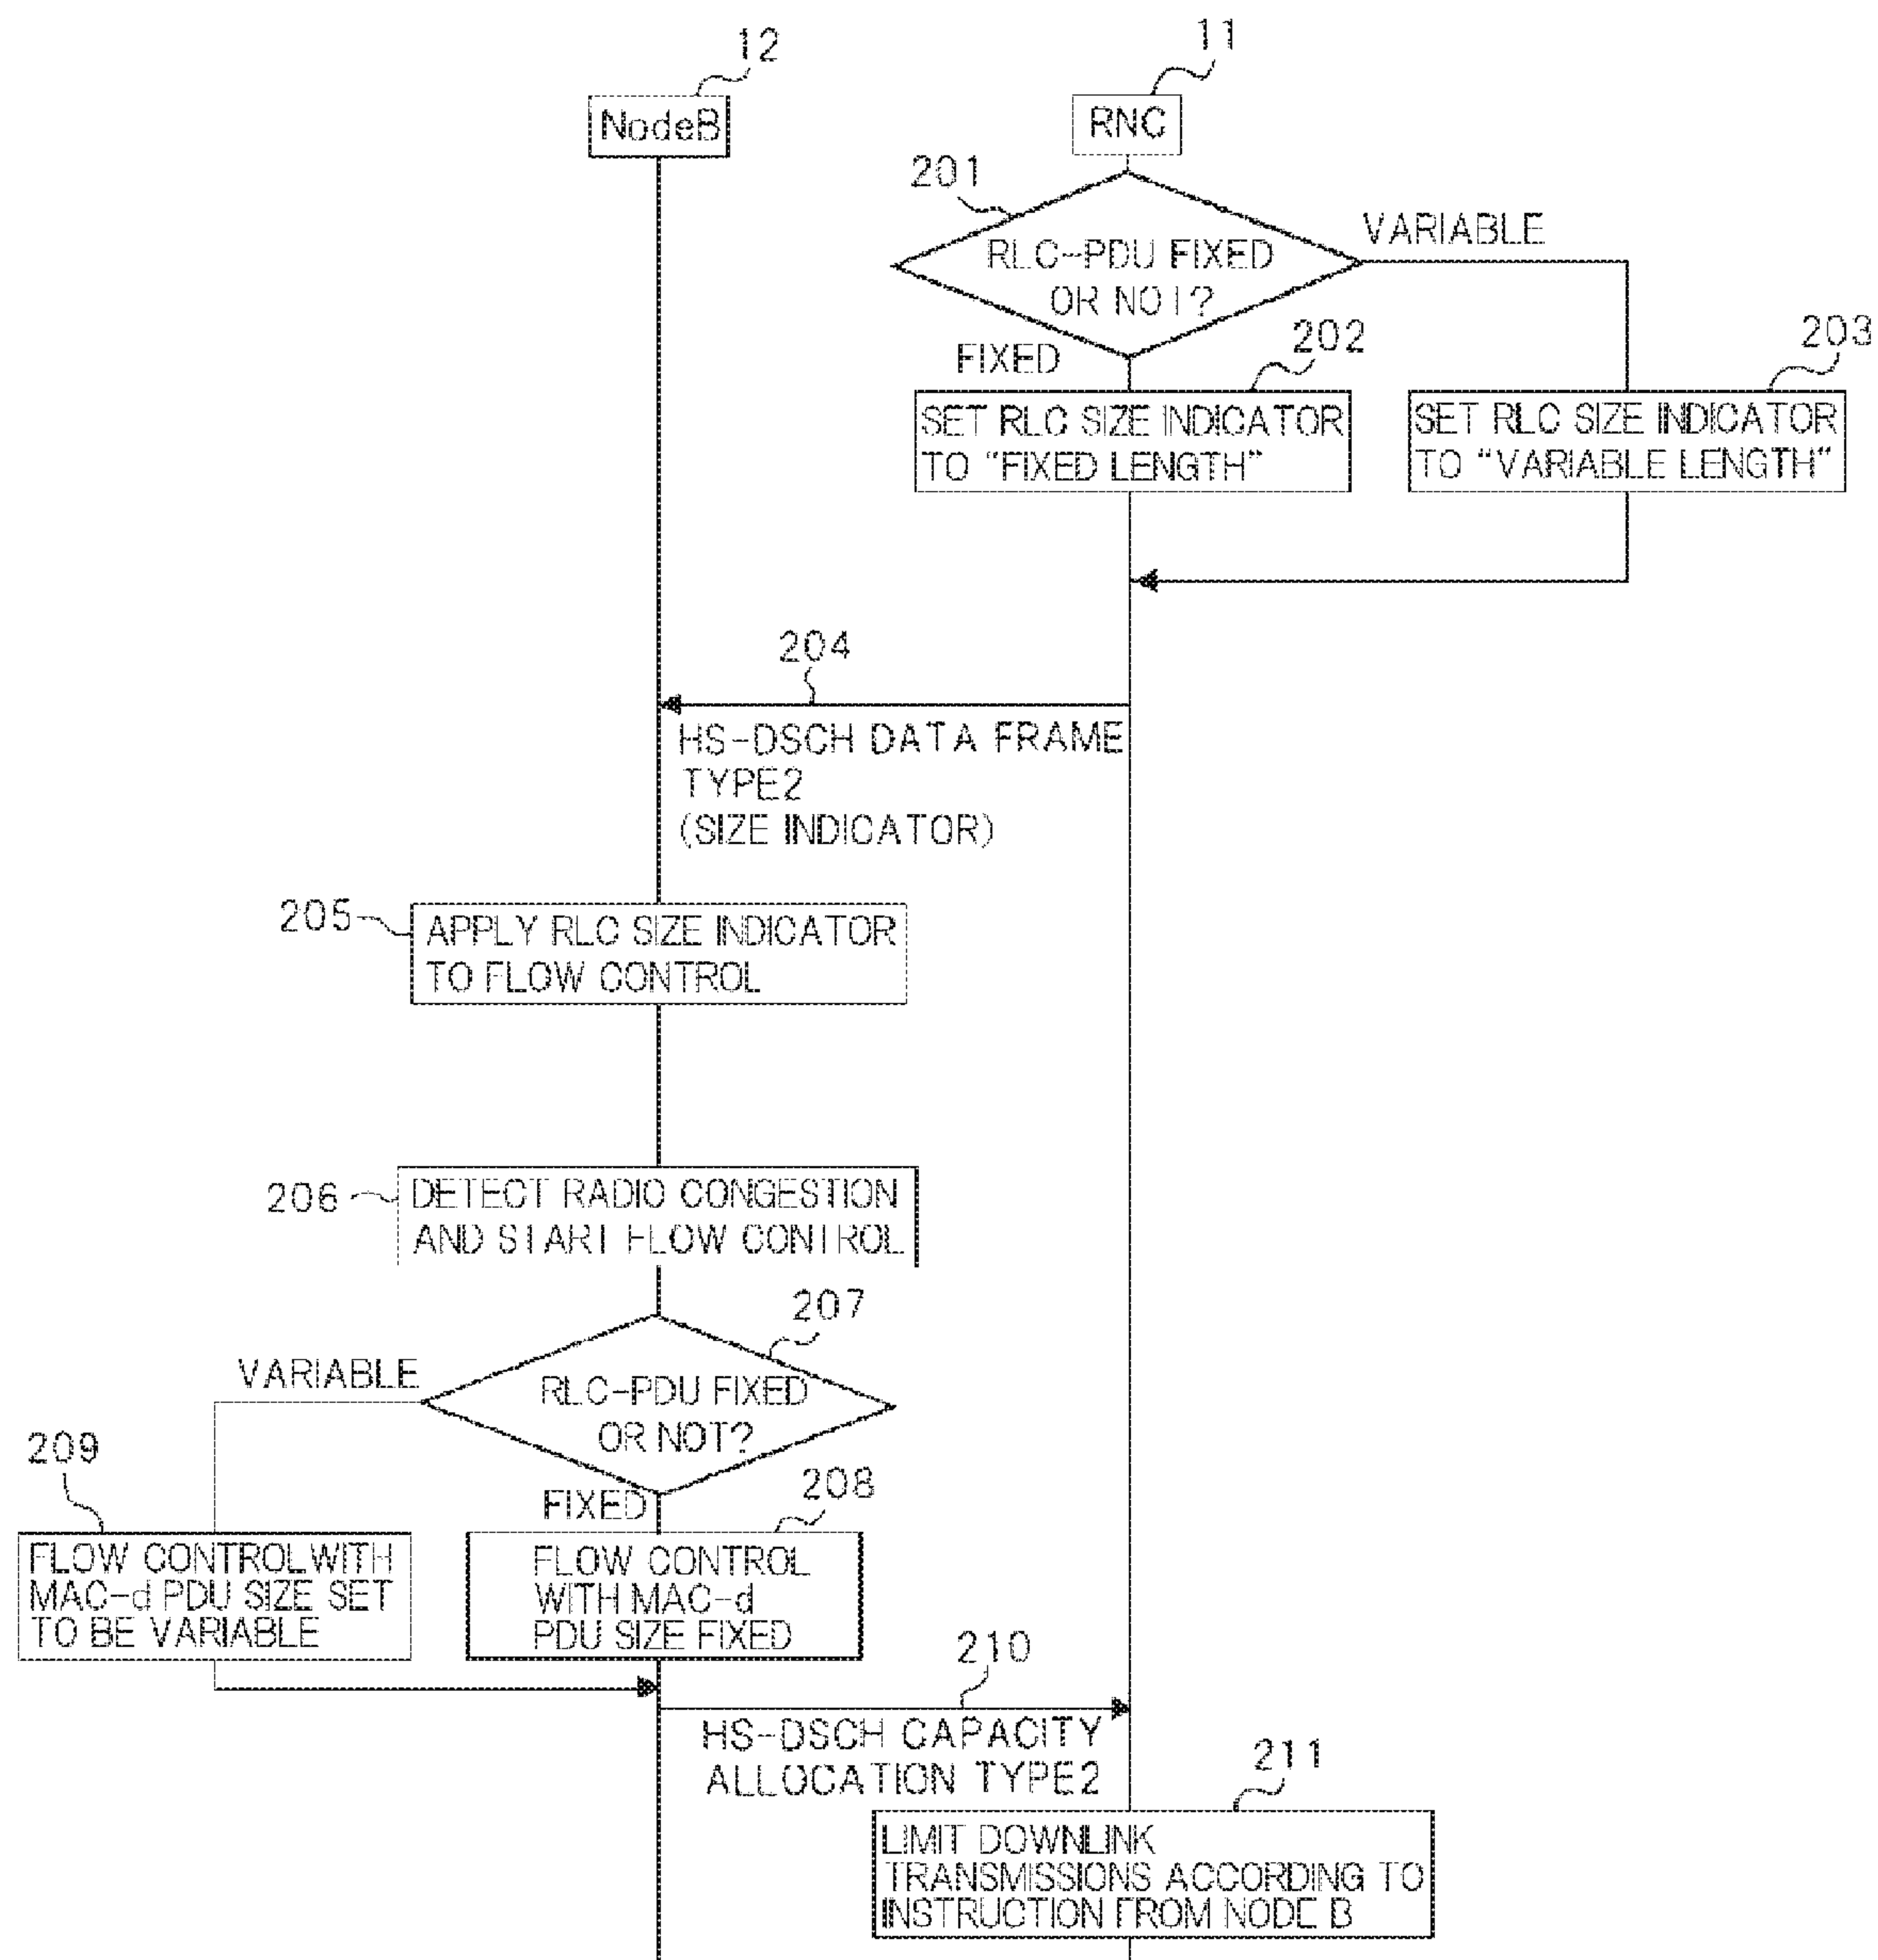 12
11
NodeB
RNC
201
RLC-PDU FIXED
OR NOT?
VARIABLE
FIXED
202
203
SET RLC SIZE INDICATOR
TO “FIXED LENGTH”
SET RLC SIZE INDICATOR
TO “VARIABLE LENGTH”
204
HS-DSCH DATA FRAME
TYPE2
(SIZE INDICATOR)
205
APPLY RLC SIZE INDICATOR
TO FLOW CONTROL
206
DETECT RADIO CONGESTION
AND START FLOW CONTROL
207
VARIABLE
RLC-PDU FIXED
OR NOT?
209
FIXED
208
FLOW CONTROL WITH
MAC-d PDU SIZE SET
TO BE VARIABLE
FLOW CONTROL
WITH MAC-d
PDU SIZE FIXED
210
HS-DSCH CAPACITY
ALLOCATION TYPE2
211
LIMIT DOWNLINK
TRANSMISSIONS ACCORDING TO
INSTRUCTION FROM NODE B